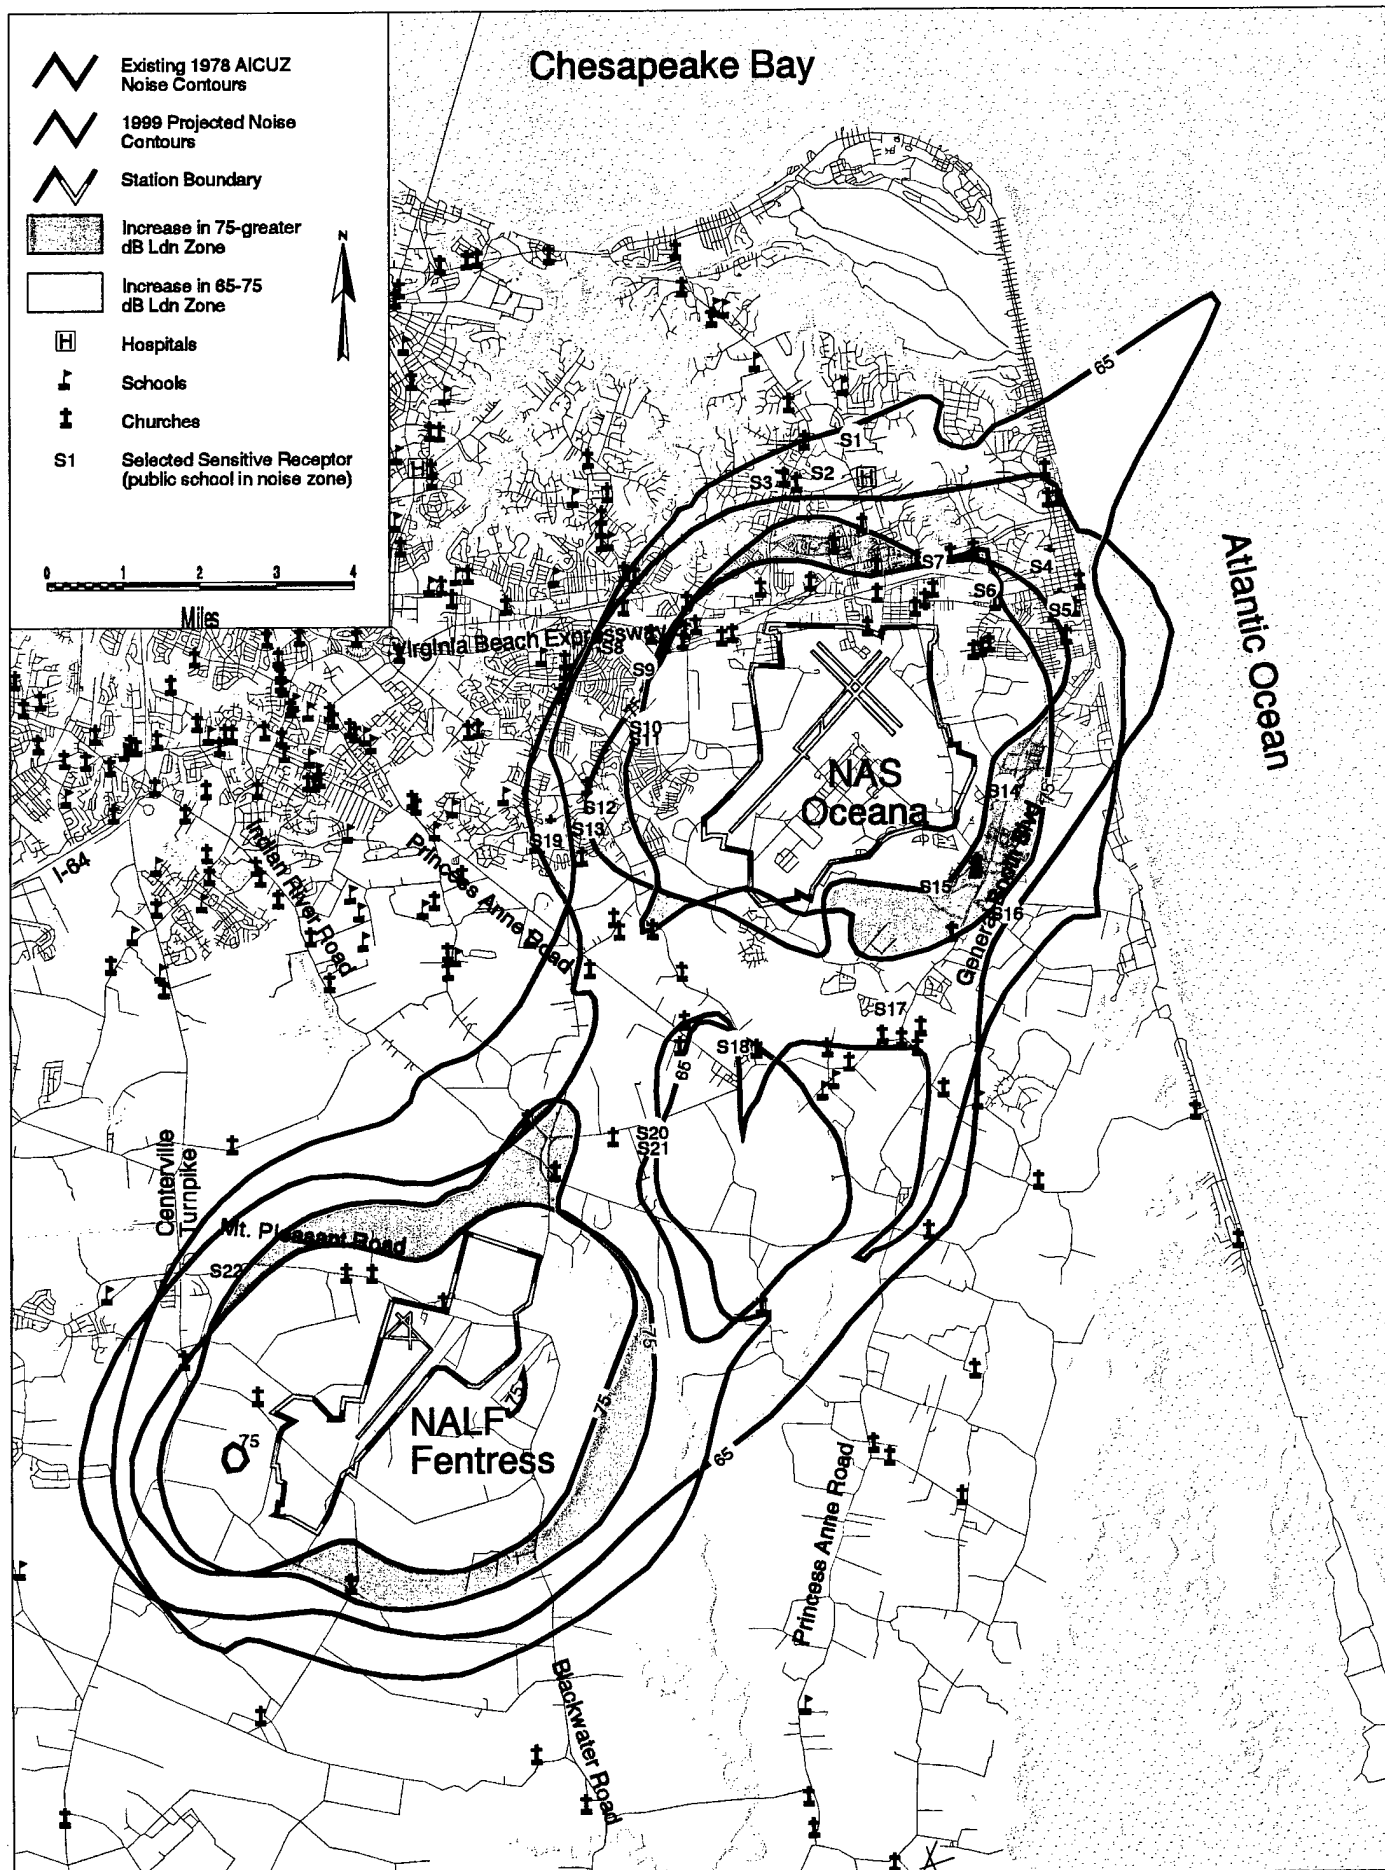 Existing 1978 AICUZ
Noise Contours
1999 Projected Noise
Contours
Station Boundary
Increase in 75-greater
dB Ldn Zone
Increase in 65-75
dB Ldn Zone
H
Hospitals
Schools
Churches
S1
Selected Sensitive Receptor
(public school in noise zone)
N
0 1 2 3 4
Miles
Chesapeake Bay
65
S1
S2
S3
H
H
Atlantic Ocean
S7
S4
S6
S5
Virginia Beach Expressway
S8
S9
S10
S11
NAS
Oceana
S14
75
S12
S13
S19
I-64
Indian River Road
Princess Anne Road
S15
S16
General Booth Blvd
S17
S18
65
S20
S21
Centerville
Turnpike
Mt. Pleasant Road
S22
75
75
75
NALF
Fentress
75
65
Princess Anne Road
Blackwater Road